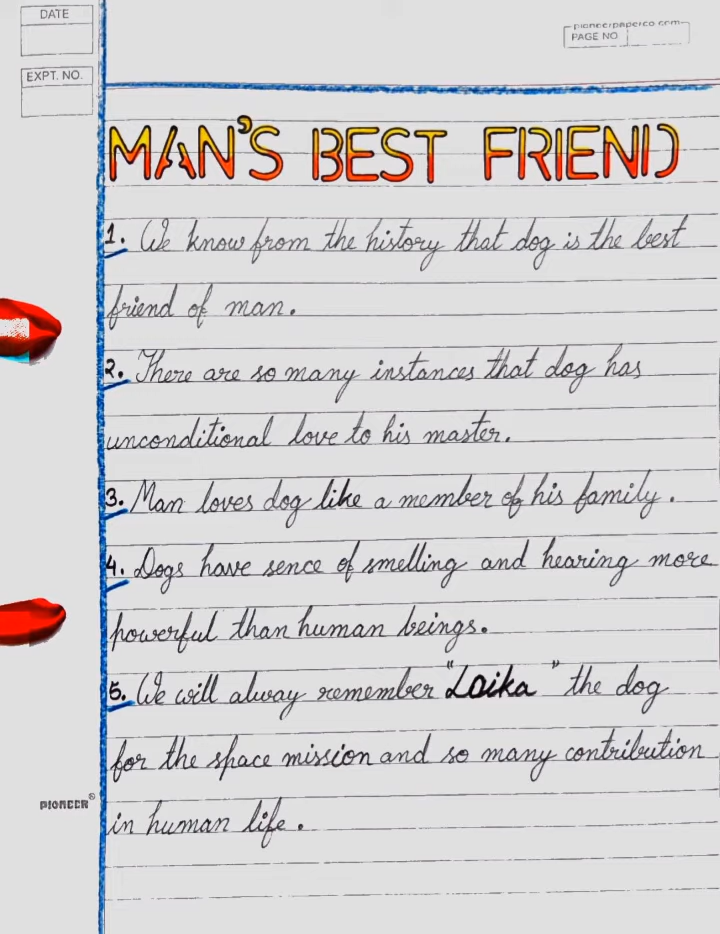 DATE
EXPT. NO.
pioneerpaperco.com
PAGE NO.
MAN'S BEST FRIEND
1. We know from the history that dog is the best
friend of man.
2. There are so many instances that dog has
unconditional love to his master.
3. Man loves dog like a member of his family.
4. Dogs have sence of smelling and hearing more
powerful than human beings.
5. We will alway remember "Laika" the dog
for the space mission and so many contribution
PIONEER®
in human life.